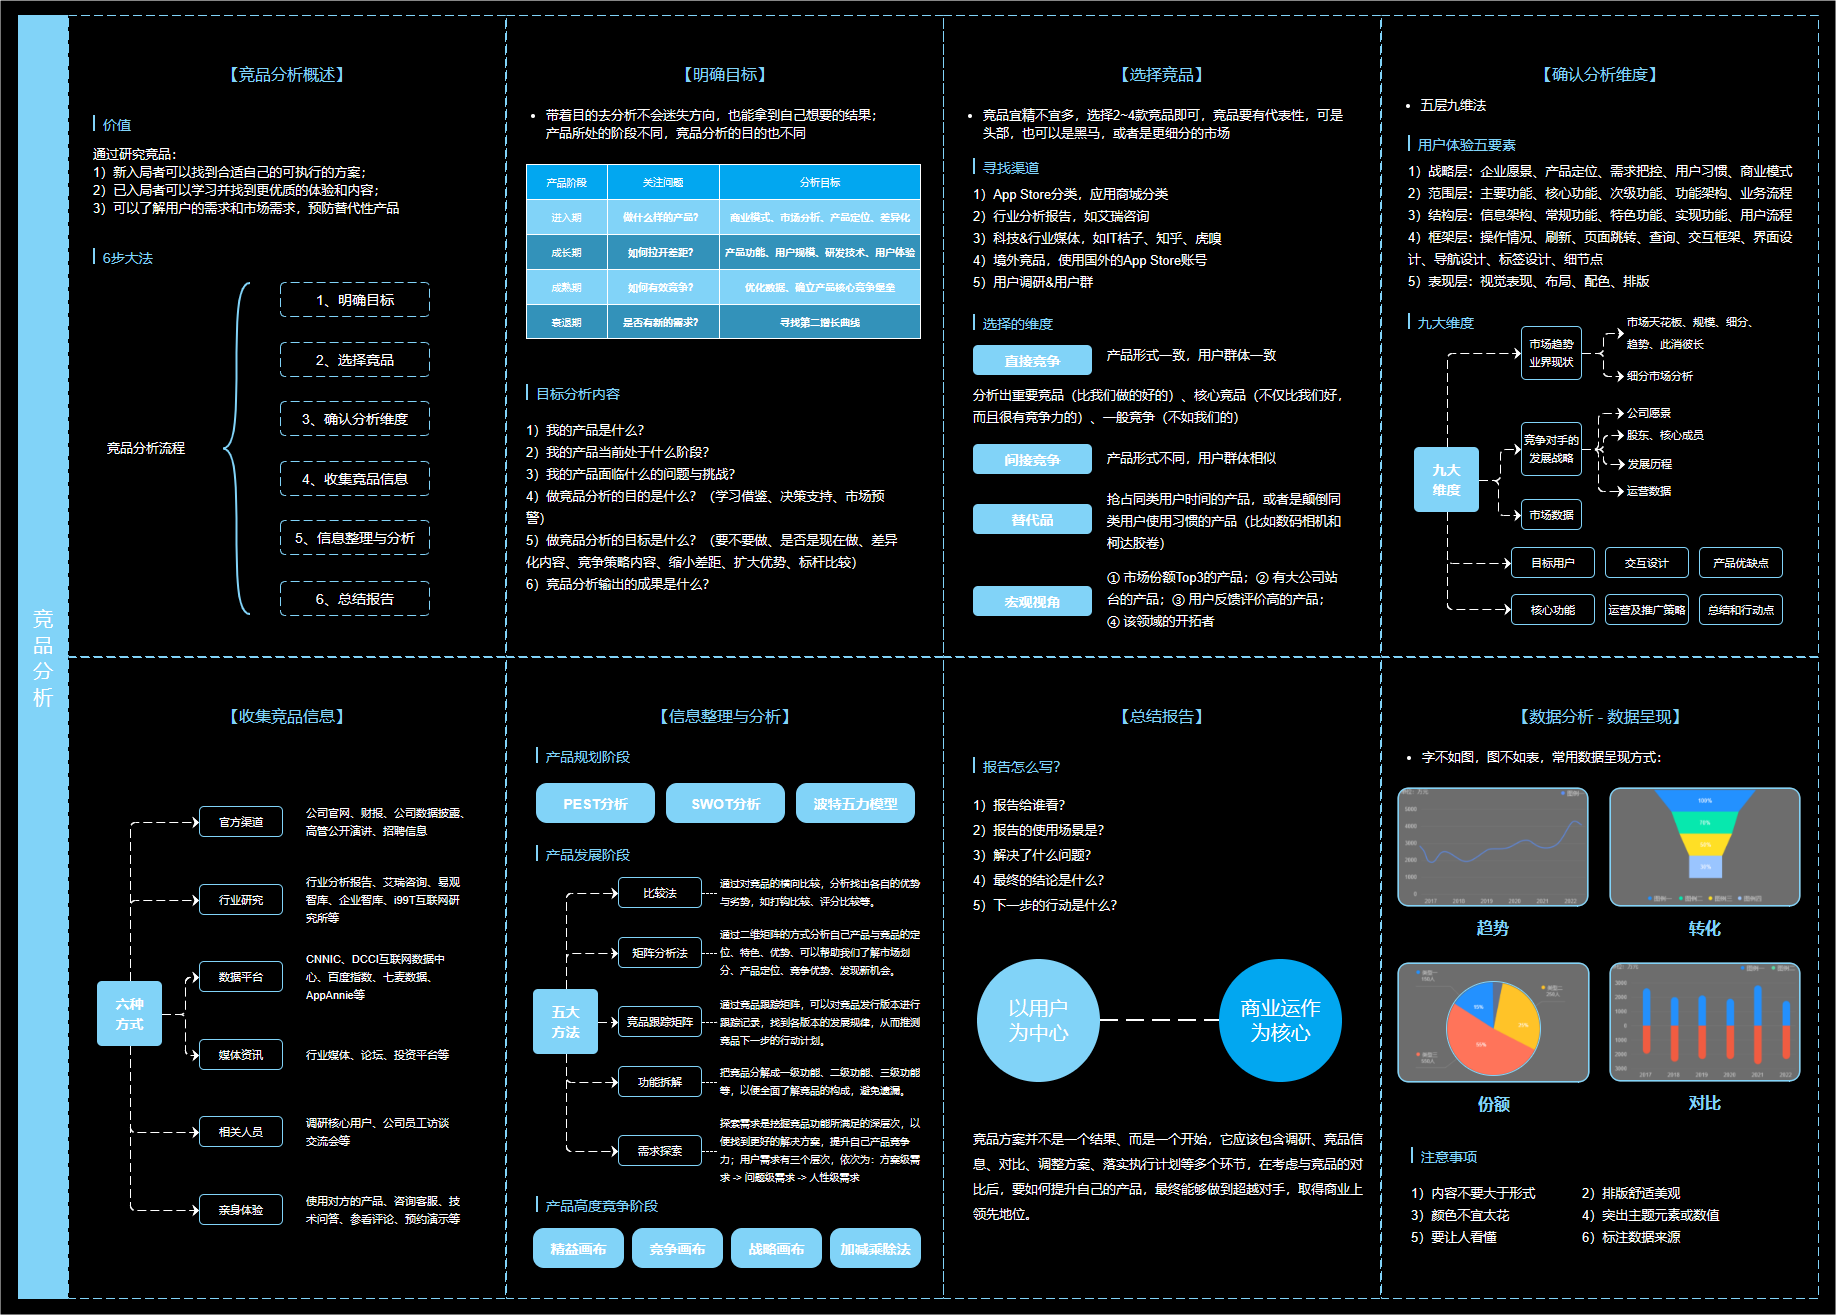 竞品分析
【竞品分析概述】
价值
通过研究竞品：
1）新入局者可以找到合适自己的可执行的方案；
2）已入局者可以学习并找到更优质的体验和内容；
3）可以了解用户的需求和市场需求，预防替代性产品
6步大法
竞品分析流程
1、明确目标
2、选择竞品
3、确认分析维度
4、收集竞品信息
5、信息整理与分析
6、总结报告
【明确目标】
• 带着目的去分析不会迷失方向，也能拿到自己想要的结果；
产品所处的阶段不同，竞品分析的目的也不同
产品阶段 关注问题 分析目标
进入期 做什么样的产品？ 商业模式、市场分析、产品定位、差异化
成长期 如何拉开差距？ 产品功能、用户规模、研发技术、用户体验
成熟期 如何有效竞争？ 优化数据、确立产品核心竞争堡垒
衰退期 是否有新的需求？ 寻找第二增长曲线
目标分析内容
1）我的产品是什么？
2）我的产品当前处于什么阶段？
3）我的产品面临什么的问题与挑战？
4）做竞品分析的目的是什么？（学习借鉴、决策支持、市场预
警）
5）做竞品分析的目标是什么？（要不要做、是否是现在做、差异
化内容、竞争策略内容、缩小差距、扩大优势、标杆比较）
6）竞品分析输出的成果是什么？
【选择竞品】
• 竞品宜精不宜多，选择2~4款竞品即可，竞品要有代表性，可是
头部，也可以是黑马，或者是更细分的市场
寻找渠道
1）App Store分类，应用商城分类
2）行业分析报告，如艾瑞咨询
3）科技&行业媒体，如IT桔子、知乎、虎嗅
4）境外竞品，使用国外的App Store账号
5）用户调研&用户群
选择的维度
直接竞争 产品形式一致，用户群体一致
分析出重要竞品（比我们做的好的）、核心竞品（不仅比我们好，
而且很有竞争力的）、一般竞争（不如我们的）
间接竞争 产品形式不同，用户群体相似
替代品
抢占同类用户时间的产品，或者是颠倒同
类用户使用习惯的产品（比如数码相机和
柯达胶卷）
宏观视角
① 市场份额Top3的产品；② 有大公司站
台的产品；③ 用户反馈评价高的产品；
④ 该领域的开拓者
【确认分析维度】
• 五层九维法
用户体验五要素
1）战略层：企业愿景、产品定位、需求把控、用户习惯、商业模式
2）范围层：主要功能、核心功能、次级功能、功能架构、业务流程
3）结构层：信息架构、常规功能、特色功能、实现功能、用户流程
4）框架层：操作情况、刷新、页面跳转、查询、交互框架、界面设
计、导航设计、标签设计、细节点
5）表现层：视觉表现、布局、配色、排版
九大维度
九大
维度
市场趋势
业界现状
市场天花板、规模、细分、
趋势、此消彼长
细分市场分析
竞争对手的
发展战略
公司愿景
股东、核心成员
发展历程
运营数据
市场数据
目标用户 交互设计 产品优缺点
核心功能 运营及推广策略 总结和行动点
【收集竞品信息】
六种
方式
官方渠道
公司官网、财报、公司数据披露、
高管公开演讲、招聘信息
行业研究
行业分析报告、艾瑞咨询、易观
智库、企业智库、i99T互联网研
究所等
数据平台
CNNIC、DCCI互联网数据中
心、百度指数、七麦数据、
AppAnnie等
媒体资讯
行业媒体、论坛、投资平台等
相关人员
调研核心用户、公司员工访谈
交流会等
亲身体验
使用对方的产品、咨询客服、技
术问答、参看评论、预约演示等
【信息整理与分析】
产品规划阶段
PEST分析 SWOT分析 波特五力模型
产品发展阶段
五大
方法
比较法
通过对竞品的横向比较，分析找出各自的优势
与劣势，如打钩比较、评分比较等。
矩阵分析法
通过二维矩阵的方式分析自己产品与竞品的定
位、特色、优势、可以帮助我们了解市场划
分、产品定位、竞争优势、发现新机会。
竞品跟踪矩阵
通过竞品跟踪矩阵，可以对竞品发行版本进行
跟踪记录，找到各版本的发展规律，从而推测
竞品下一步的行动计划。
功能拆解
把竞品分解成一级功能、二级功能、三级功能
等，以便全面了解竞品的构成，避免遗漏。
需求探索
探索需求是挖掘竞品功能所满足的深层次，以
便找到更好的解决方案，提升自己产品竞争
力；用户需求有三个层次，依次为：方案级需
求 -> 问题级需求 -> 人性级需求
产品高度竞争阶段
精益画布 竞争画布 战略画布 加减乘除法
【总结报告】
报告怎么写？
1）报告给谁看？
2）报告的使用场景是？
3）解决了什么问题？
4）最终的结论是什么？
5）下一步的行动是什么？
以用户
为中心
商业运作
为核心
竞品方案并不是一个结果、而是一个开始，它应该包含调研、竞品信
息、对比、调整方案、落实执行计划等多个环节，在考虑与竞品的对
比后，要如何提升自己的产品，最终能够做到超越对手，取得商业上
领先地位。
【数据分析 - 数据呈现】
• 字不如图，图不如表，常用数据呈现方式：
5000
4000
3000
2000
1000
0
2017 2018 2019 2020 2021 2022
趋势
100%
图例一 图例二 图例三 图例四
转化
份额
2017 2018 2019 2020 2021 2022
对比
注意事项
1）内容不要大于形式 2）排版舒适美观
3）颜色不宜太花 4）突出主题元素或数值
5）要让人看懂 6）标注数据来源